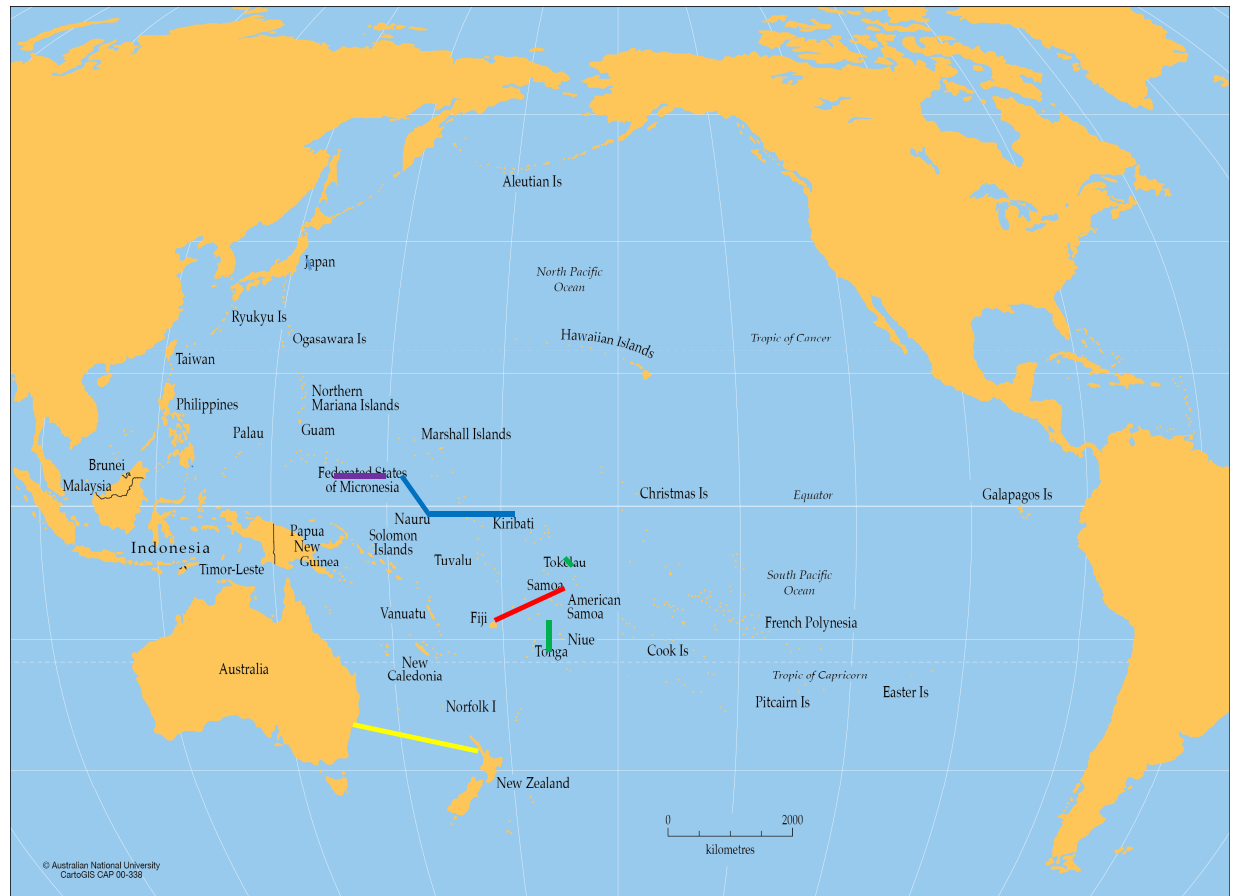 Aleutian Is
Japan
North Pacific
Ocean
Ryukyu Is
Ogasawara Is
Hawaiian Islands
Tropic of Cancer
Taiwan
Northern
Mariana Islands
Philippines
Palau
Guam
Marshall Islands
Brunei
Malaysia
Federated States
of Micronesia
Christmas Is
Equator
Galapagos Is
Nauru
Kiribati
Papua
New
Guinea
Solomon
Islands
Indonesia
Timor-Leste
Tuvalu
Tokelau
Samoa
American
Samoa
South Pacific
Ocean
Vanuatu
Fiji
French Polynesia
Niue
Tonga
Cook Is
Australia
New
Caledonia
Tropic of Capricorn
Norfolk I
Pitcairn Is
Easter Is
New Zealand
0 2000
kilometres
© Australian National University
CartoGIS CAP 00-338